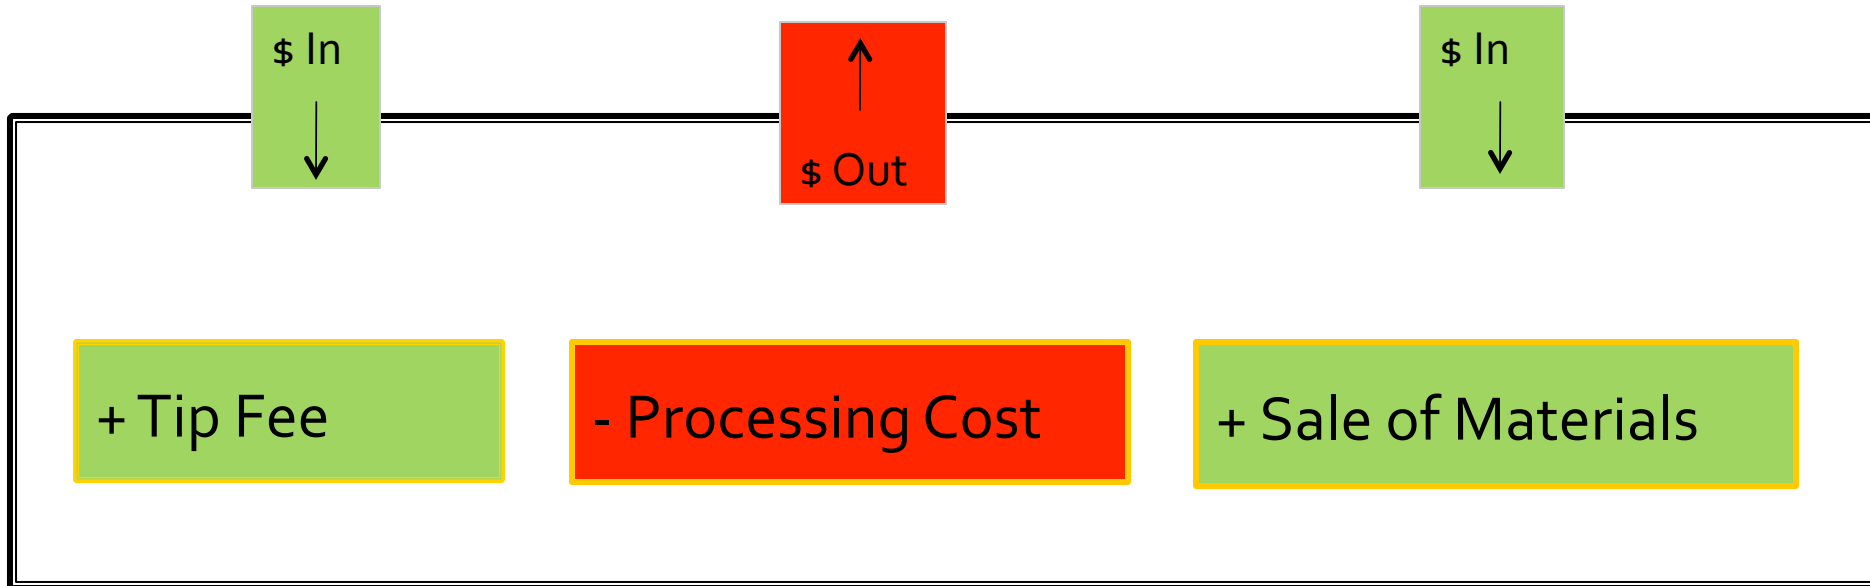 $ In
$ Out
$ In
+ Tip Fee
- Processing Cost
+ Sale of Materials